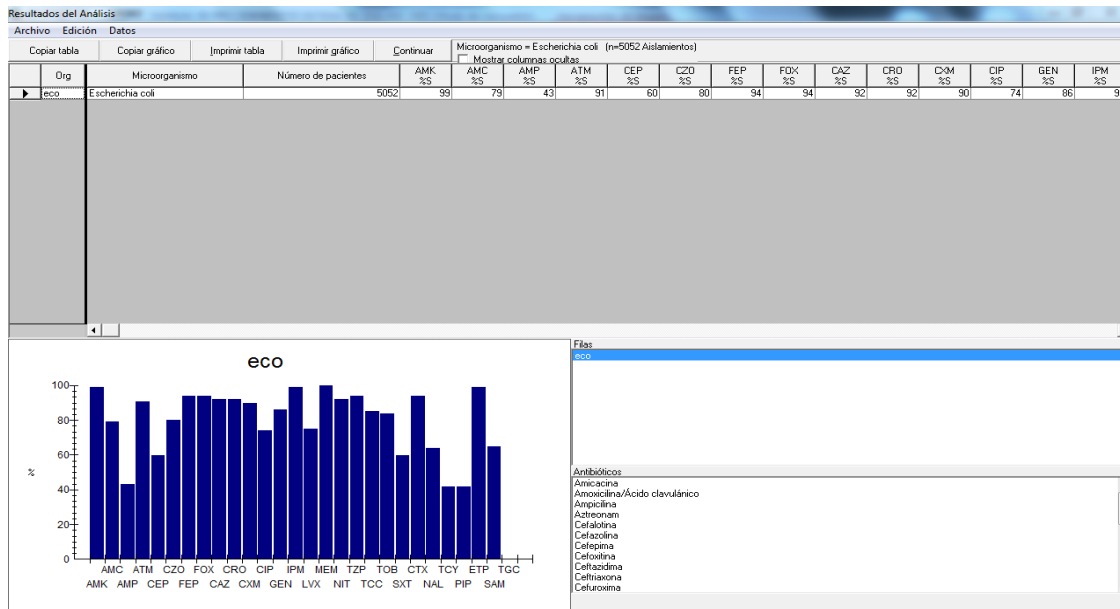 Resultados del Análisis
Archivo Edición Datos
Copiar tabla Copiar gráfico Imprimir tabla Imprimir gráfico Continuar Microorganismo = Escherichia coli (n=5052 Aislamientos)
Mostrar columnas ocultas
Org Microorganismo Número de pacientes AMK %S AMC %S AMP %S ATM %S CEP %S CZO %S FEP %S FOX %S CAZ %S CRO %S CXM %S CIP %S GEN %S IPM %S
eco Escherichia coli 5052 99 79 43 91 60 80 94 94 92 92 90 74 86 9
eco
100
80
60
%
40
20
0
AMC ATM CZO FOX CRO CIP IPM MEM TZP TOB CTX TCY ETP TGC
AMK AMP CEP FEP CAZ CXM GEN LVX NIT TCC SXT NAL PIP SAM
Filas
eco
Antibióticos
Amicacina
Amoxicilina/Ácido clavulánico
Ampicilina
Aztreonam
Cefalotina
Cefazolina
Cefepima
Cefoxitina
Ceftazidima
Ceftriaxona
Cefuroxima